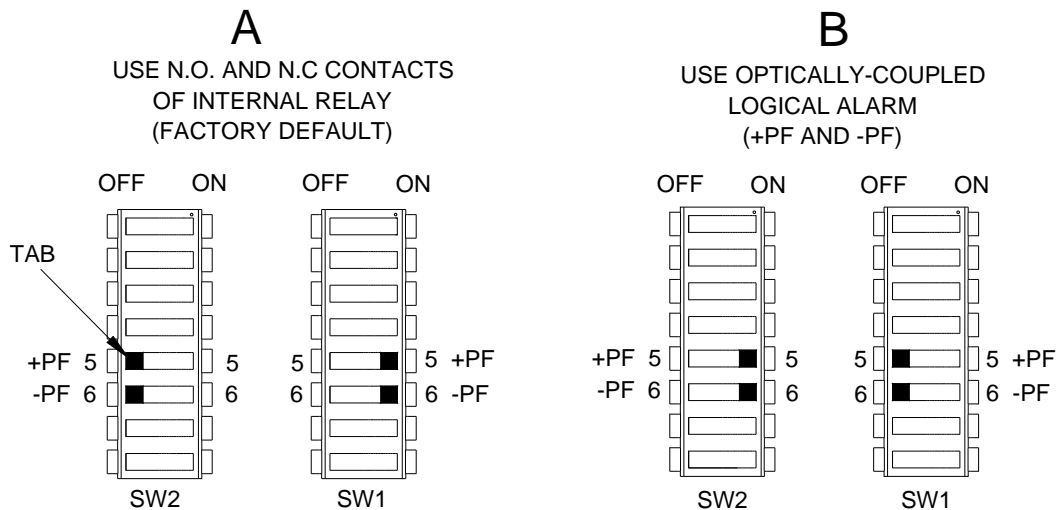 A
USE N.O. AND N.C CONTACTS
OF INTERNAL RELAY
(FACTORY DEFAULT)
OFF ON OFF ON
TAB
+PF 5 5 5 5 +PF
-PF 6 6 6 6 -PF
SW2 SW1
B
USE OPTICALLY-COUPLED
LOGICAL ALARM
(+PF AND -PF)
OFF ON OFF ON
+PF 5 5 5 5 +PF
-PF 6 6 6 6 -PF
SW2 SW1